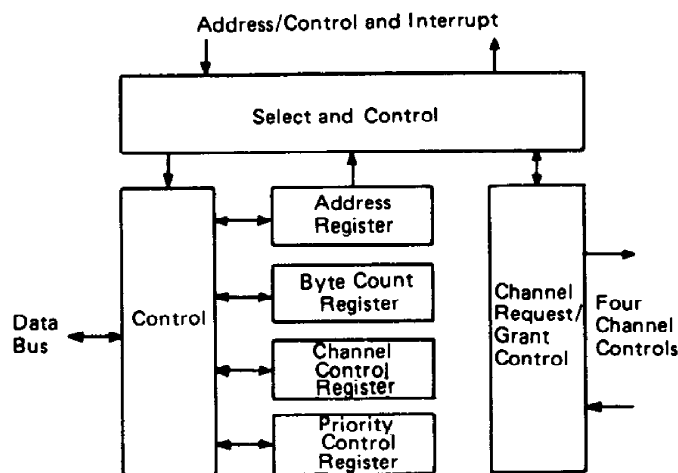 Address/Control and Interrupt
Select and Control
Address
Register
Byte Count
Register
Channel
Control
Register
Priority
Control
Register
Data
Bus
Control
Channel
Request/
Grant
Control
Four
Channel
Controls